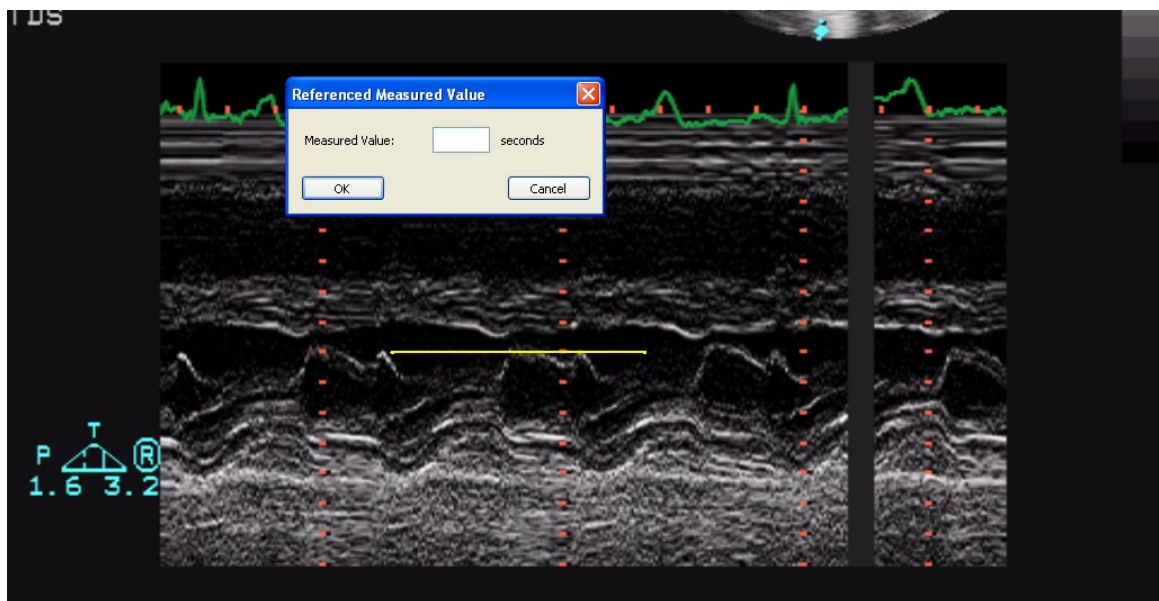 TDS
Referenced Measured Value
Measured Value: seconds
OK Cancel
T
P R
1.6 3.2